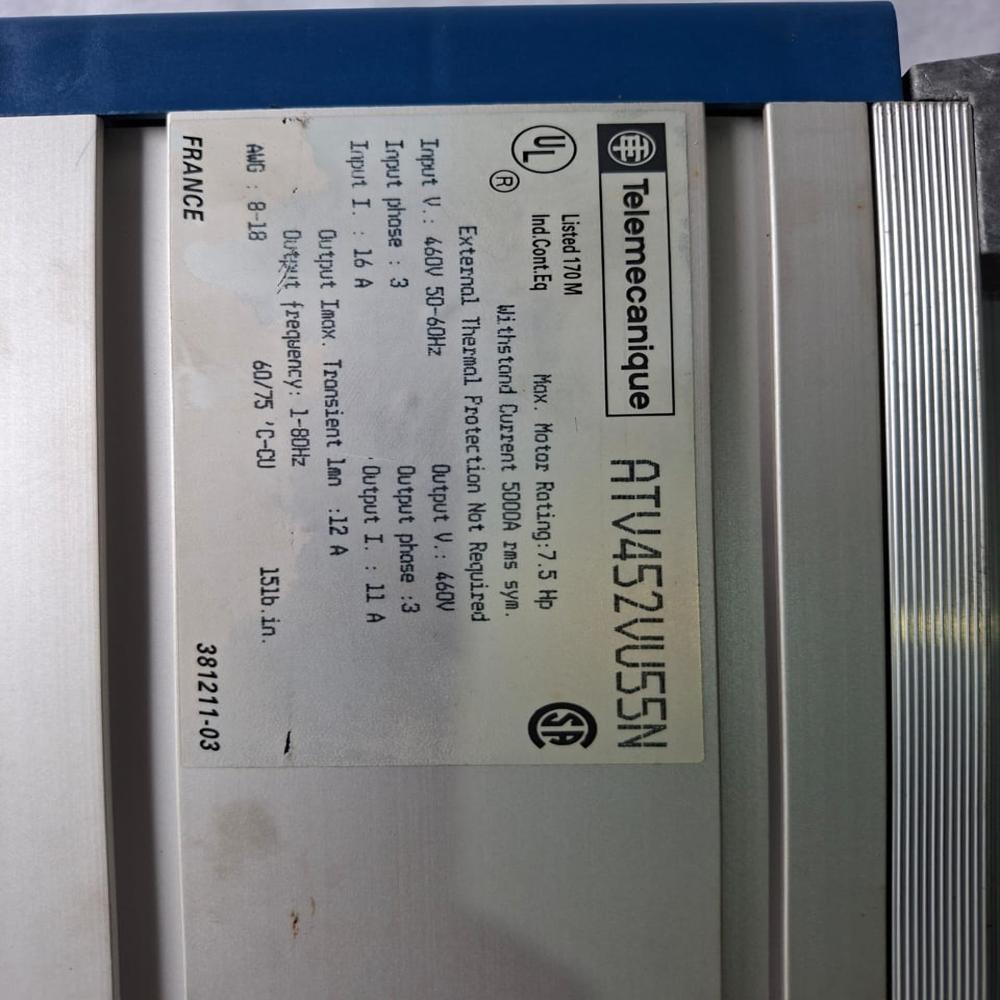 Telemecanique ATV452VU55N
UL ®
Listed 170 M
Ind.Cont.Eq
SA
Max. Motor Rating:7.5 Hp
Withstand Current 5000A rms sym.
External Thermal Protection Not Required
Input V.: 460V 50-60Hz Output V.: 460V
Input phase : 3 Output phase :3
Input I. : 16 A Output I. : 11 A
Output Imax. Transient 1mn :12 A
Output frequency: 1-80Hz
AWG : 8-18 60/75 'C-CU 15lb.in.
FRANCE 381211-03